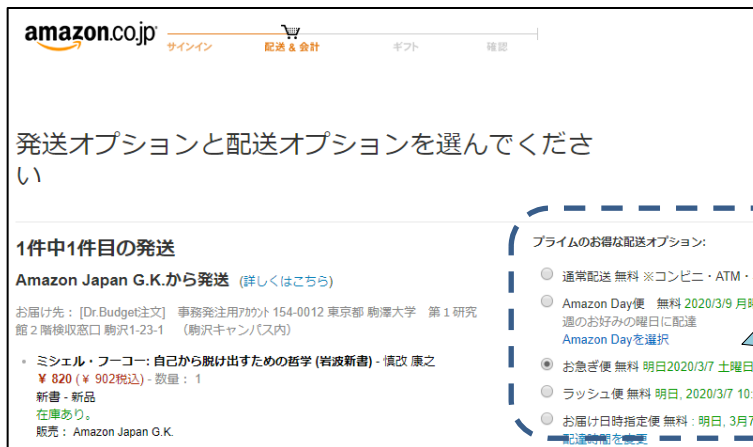 amazon.co.jp
サインイン 配送 & 会計 ギフト 確認
発送オプションと配送オプションを選んでくださ
い
1件中1件目の発送
Amazon Japan G.K.から発送 (詳しくはこちら)
お届け先： [Dr.Budget注文] 事務発注用アカウント 154-0012 東京都 駒澤大学 第１研究
館２階検収窓口 駒沢1-23-1 （駒沢キャンパス内）
• ミシェル・フーコー: 自己から脱け出すための哲学 (岩波新書) - 慎改 康之
¥ 820 (¥ 902税込) - 数量： 1
新書 - 新品
在庫あり。
販売： Amazon Japan G.K.
プライムのお得な配送オプション:
通常配送 無料 ※コンビニ・ATM・
Amazon Day便 無料 2020/3/9 月曜
週のお好みの曜日に配達
Amazon Dayを選択
お急ぎ便 無料 明日2020/3/7 土曜日
ラッシュ便 無料 明日, 2020/3/7 10:
お届け日時指定便 無料 : 明日, 3月7
配達時間を変更